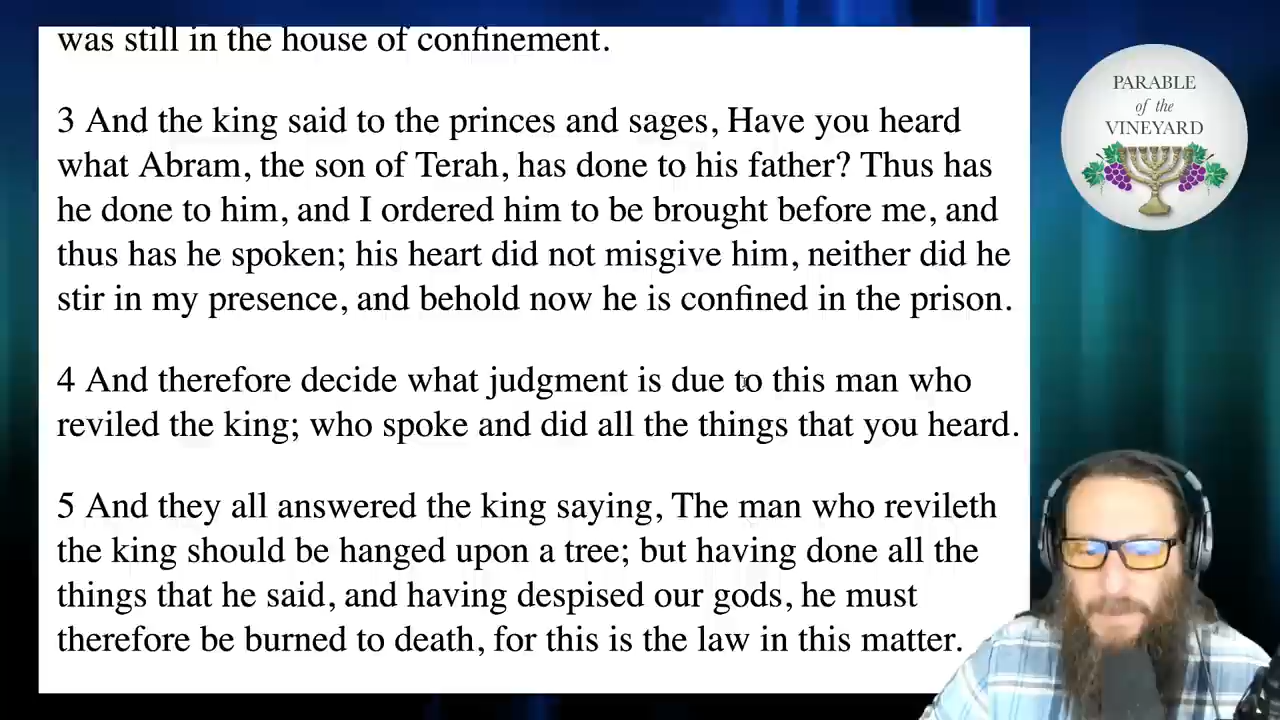 was still in the house of confinement.
3 And the king said to the princes and sages, Have you heard
what Abram, the son of Terah, has done to his father? Thus has
he done to him, and I ordered him to be brought before me, and
thus has he spoken; his heart did not misgive him, neither did he
stir in my presence, and behold now he is confined in the prison.
4 And therefore decide what judgment is due to this man who
reviled the king; who spoke and did all the things that you heard.
5 And they all answered the king saying, The man who revileth
the king should be hanged upon a tree; but having done all the
things that he said, and having despised our gods, he must
therefore be burned to death, for this is the law in this matter.
PARABLE
of the
VINEYARD